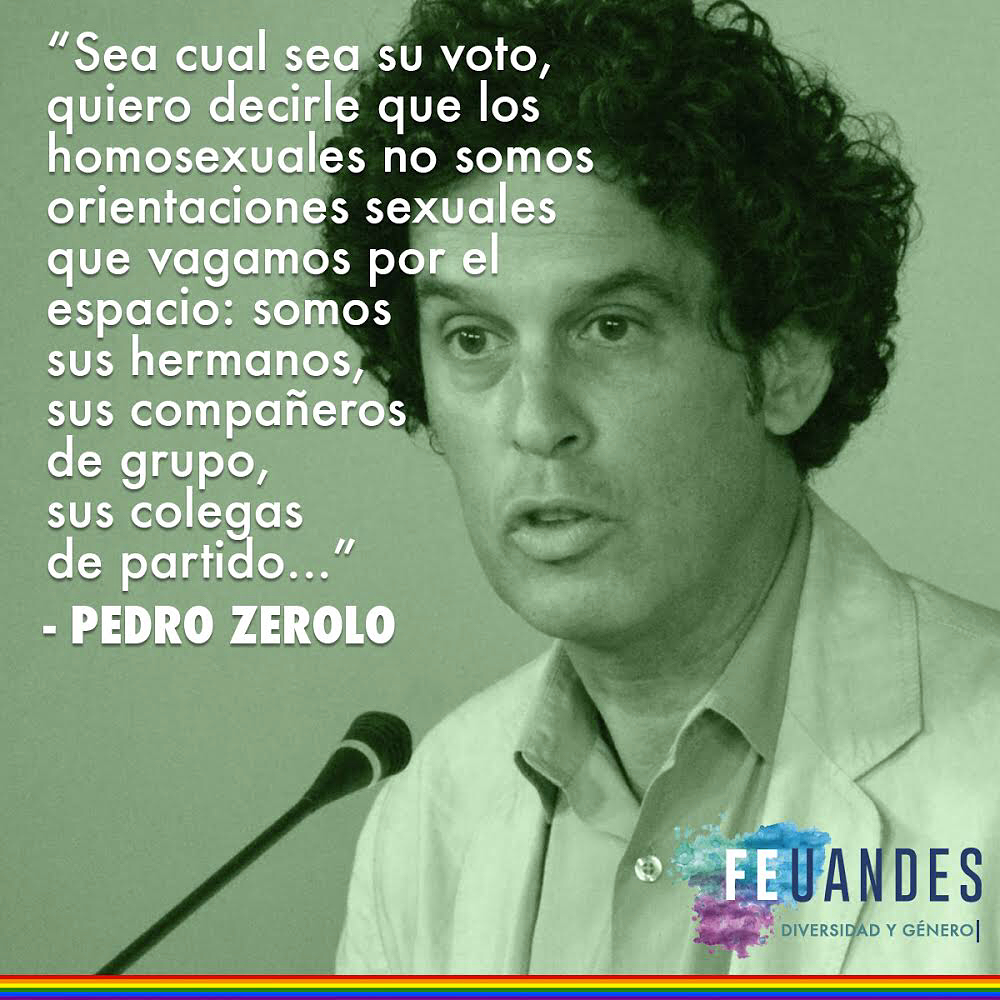 “Sea cual sea su voto,
quiero decirle que los
homosexuales no somos
orientaciones sexuales
que vagamos por el
espacio: somos
sus hermanos,
sus compañeros
de grupo,
sus colegas
de partido...”
- PEDRO ZEROLO
FEUANDES
DIVERSIDAD Y GÉNERO|